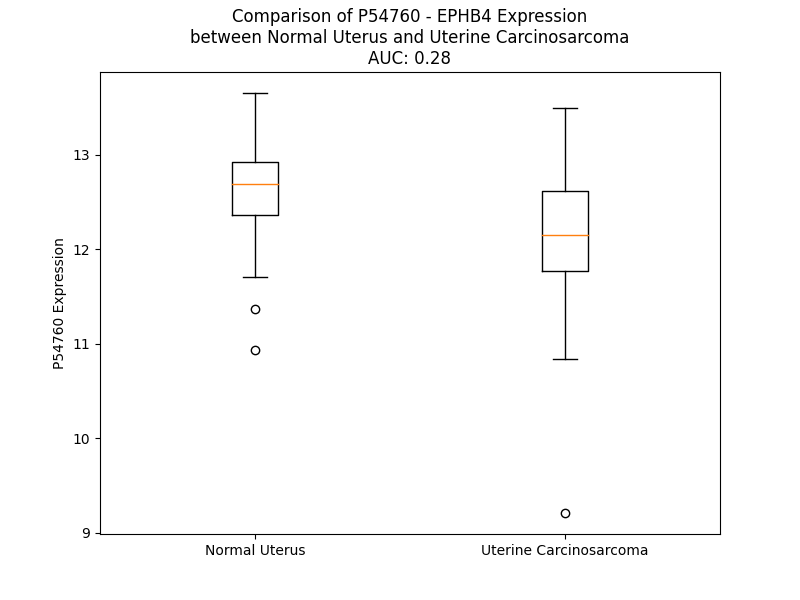 Comparison of P54760 - EPHB4 Expression
between Normal Uterus and Uterine Carcinosarcoma
AUC: 0.28
13
12
11
10
9
P54760 Expression
Normal Uterus
Uterine Carcinosarcoma